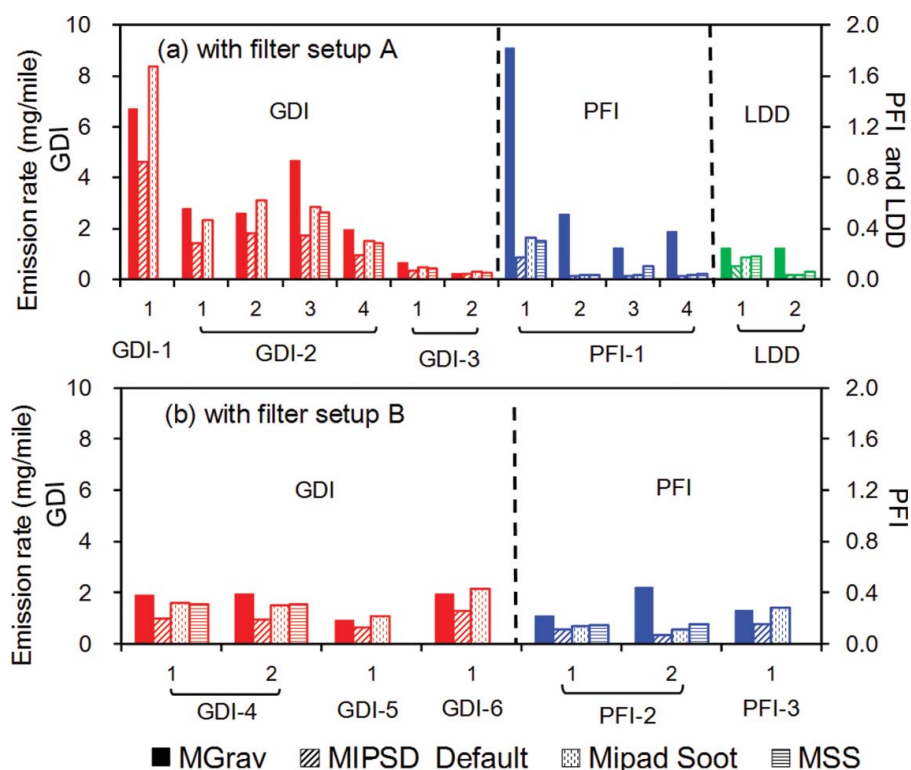 (a) with filter setup A
Emission rate (mg/mile)
GDI
10
8
6
4
2
0
GDI
PFI
LDD
2.0
1.6
1.2
0.8
0.4
0.0
PFI and LDD
1 1 2 3 4 1 2 1 2 3 4 1 2
GDI-1 GDI-2 GDI-3 PFI-1 LDD
(b) with filter setup B
Emission rate (mg/mile)
GDI
10
8
6
4
2
0
GDI
PFI
2.0
1.6
1.2
0.8
0.4
0.0
PFI
1 2 1 1 1 2 1
GDI-4 GDI-5 GDI-6 PFI-2 PFI-3
MGrav MIPSD_Default Mipad Soot MSS